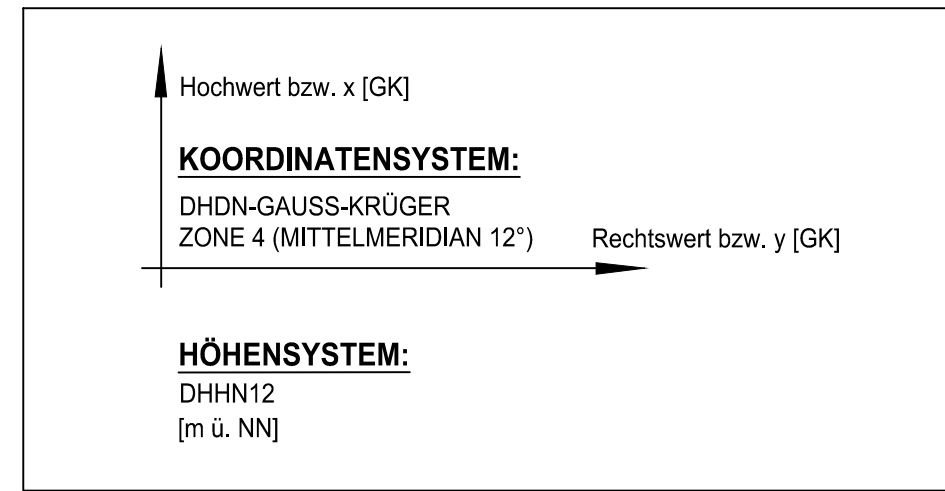 Hochwert bzw. x [GK]
KOORDINATENSYSTEM:
DHDN-GAUSS-KRÜGER
ZONE 4 (MITTELMERIDIAN 12°)
Rechtswert bzw. y [GK]
HÖHENSYSTEM:
DHHN12
[m ü. NN]